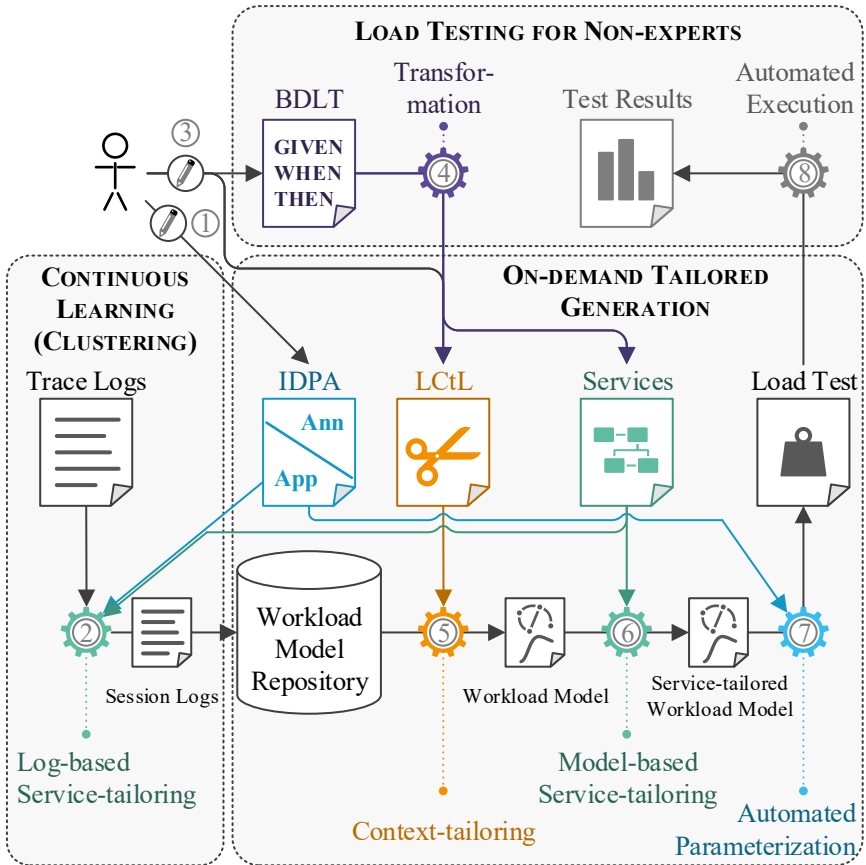 LOAD TESTING FOR NON-EXPERTS
BDLT
Transfor-
mation
Test Results
Automated
Execution
3
GIVEN
WHEN
THEN
4
8
1
CONTINUOUS
LEARNING
(CLUSTERING)
ON-DEMAND TAILORED
GENERATION
Trace Logs
IDPA
LCtL
Services
Load Test
Ann
App
2
Session Logs
Workload
Model
Repository
5
Workload Model
6
Service-tailored
Workload Model
7
Log-based
Service-tailoring
Context-tailoring
Model-based
Service-tailoring
Automated
Parameterization